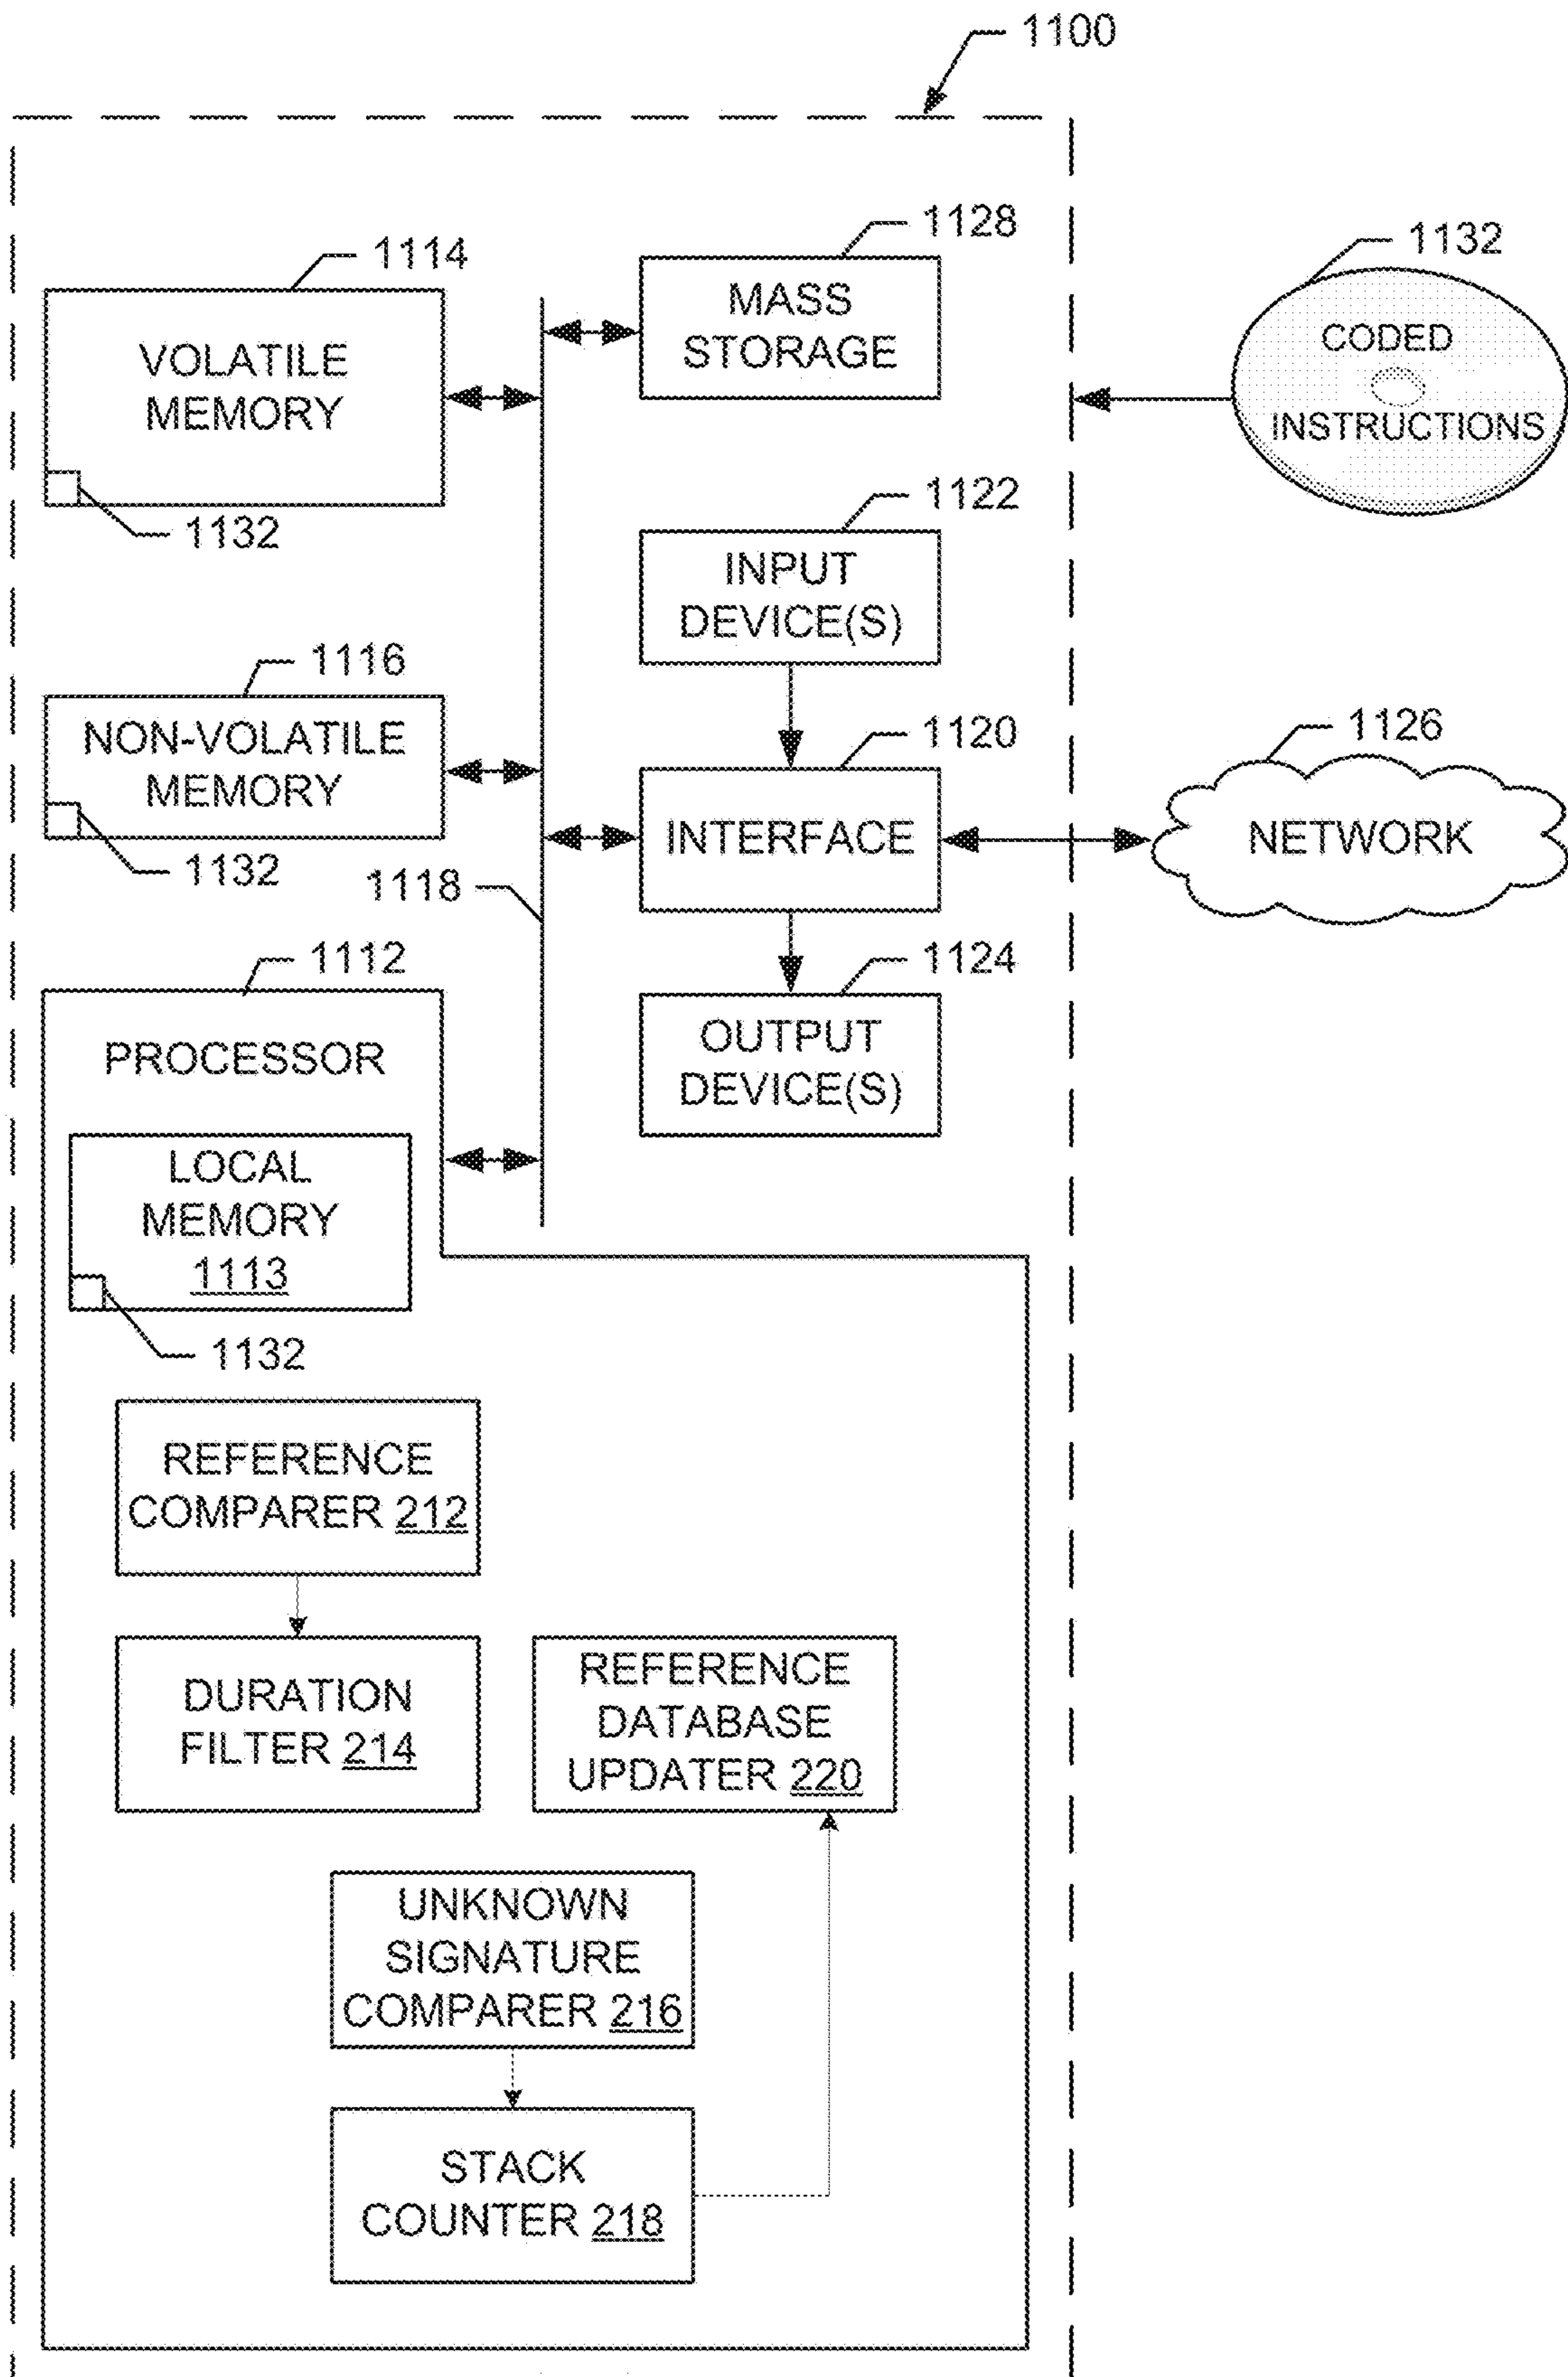 1100
1128
1114
1132
MASS
STORAGE
VOLATILE
MEMORY
CODED
INSTRUCTIONS
1132
1122
INPUT
DEVICE(S)
1116
NON-VOLATILE
MEMORY
1132
1120
1126
INTERFACE
NETWORK
1118
1112
1124
PROCESSOR
OUTPUT
DEVICE(S)
LOCAL
MEMORY
1113
1132
REFERENCE
COMPARER 212
DURATION
FILTER 214
REFERENCE
DATABASE
UPDATER 220
UNKNOWN
SIGNATURE
COMPARER 216
STACK
COUNTER 218